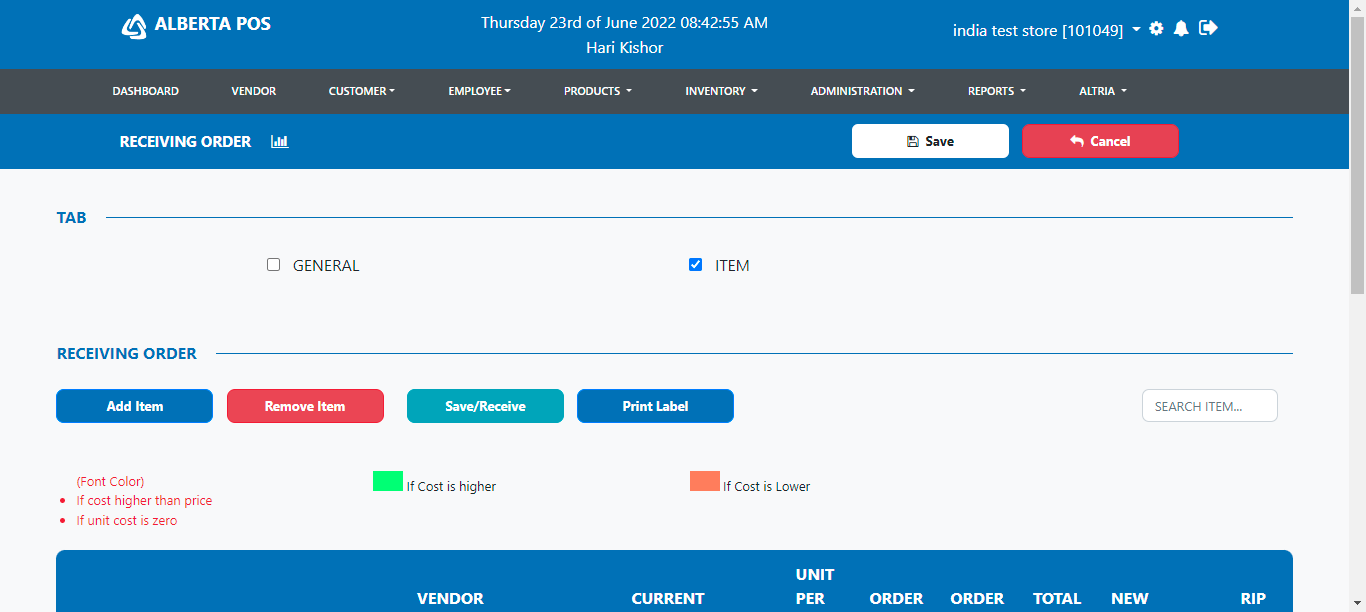 ALBERTA POS
Thursday 23rd of June 2022 08:42:55 AM
Hari Kishor
india test store [101049]
DASHBOARD VENDOR CUSTOMER EMPLOYEE PRODUCTS INVENTORY ADMINISTRATION REPORTS ALTRIA
RECEIVING ORDER Save Cancel
TAB
GENERAL ITEM
RECEIVING ORDER
Add Item Remove Item Save/Receive Print Label SEARCH ITEM...
(Font Color)
If cost higher than price
If unit cost is zero
If Cost is higher
If Cost is Lower
UNIT
VENDOR CURRENT PER ORDER ORDER TOTAL NEW RIP